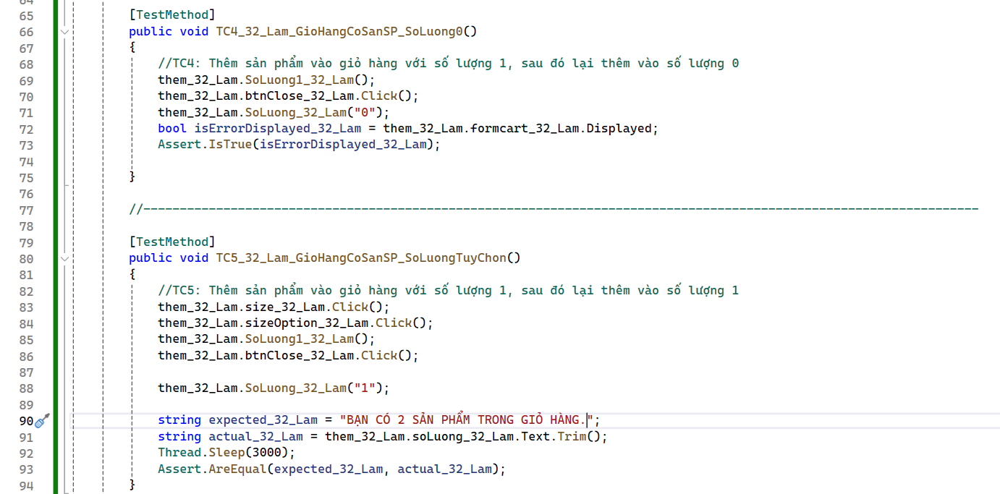 65 [TestMethod]
66 public void TC4_32_Lam_GioHangCoSanSP_SoLuong0()
67 {
68 //TC4: Thêm sản phẩm vào giỏ hàng với số lượng 1, sau đó lại thêm vào số lượng 0
69 them_32_Lam.SoLuong1_32_Lam();
70 them_32_Lam.btnClose_32_Lam.Click();
71 them_32_Lam.SoLuong_32_Lam("0");
72 bool isErrorDisplayed_32_Lam = them_32_Lam.formcart_32_Lam.Displayed;
73 Assert.IsTrue(isErrorDisplayed_32_Lam);
74
75 }
76
77 //-------------------------------------------------------------------------------------------------------------------
78
79 [TestMethod]
80 public void TC5_32_Lam_GioHangCoSanSP_SoLuongTuyChon()
81 {
82 //TC5: Thêm sản phẩm vào giỏ hàng với số lượng 1, sau đó lại thêm vào số lượng 1
83 them_32_Lam.size_32_Lam.Click();
84 them_32_Lam.sizeOption_32_Lam.Click();
85 them_32_Lam.SoLuong1_32_Lam();
86 them_32_Lam.btnClose_32_Lam.Click();
87
88 them_32_Lam.SoLuong_32_Lam("1");
89
90 string expected_32_Lam = "BẠN CÓ 2 SẢN PHẨM TRONG GIỎ HÀNG.";
91 string actual_32_Lam = them_32_Lam.soLuong_32_Lam.Text.Trim();
92 Thread.Sleep(3000);
93 Assert.AreEqual(expected_32_Lam, actual_32_Lam);
94 }